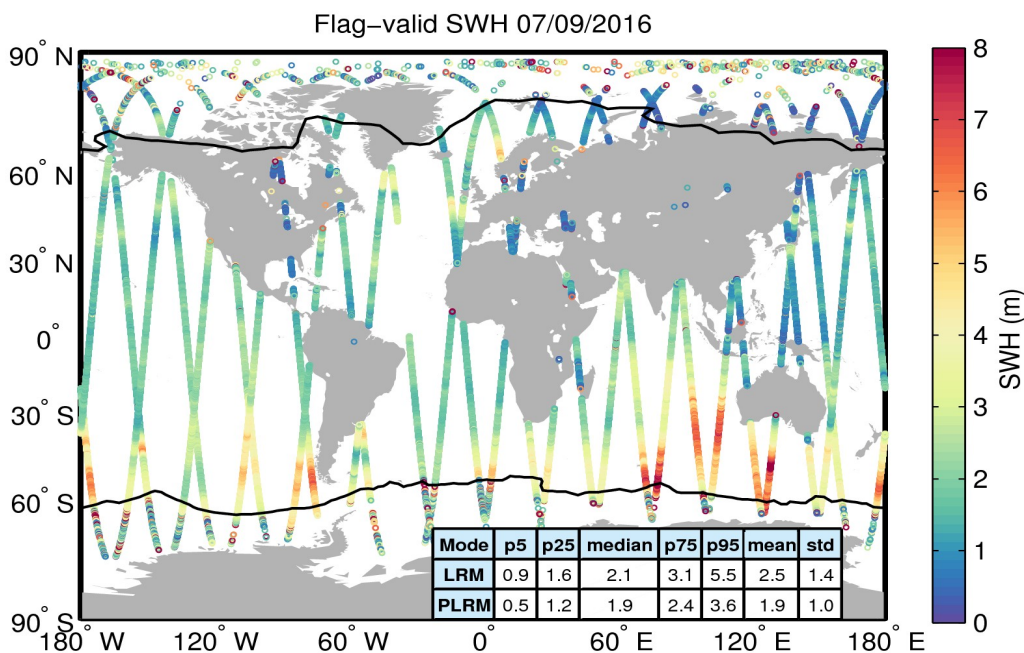 Flag−valid SWH 07/09/2016
90° N
60° N
30° N
0°
30° S
60° S
90° S
180° W
120° W
60° W
0°
60° E
120° E
180° E
Mode p5 p25 median p75 p95 mean std
LRM 0.9 1.6 2.1 3.1 5.5 2.5 1.4
PLRM 0.5 1.2 1.9 2.4 3.6 1.9 1.0
8
7
6
5
4
3
2
1
0
SWH (m)